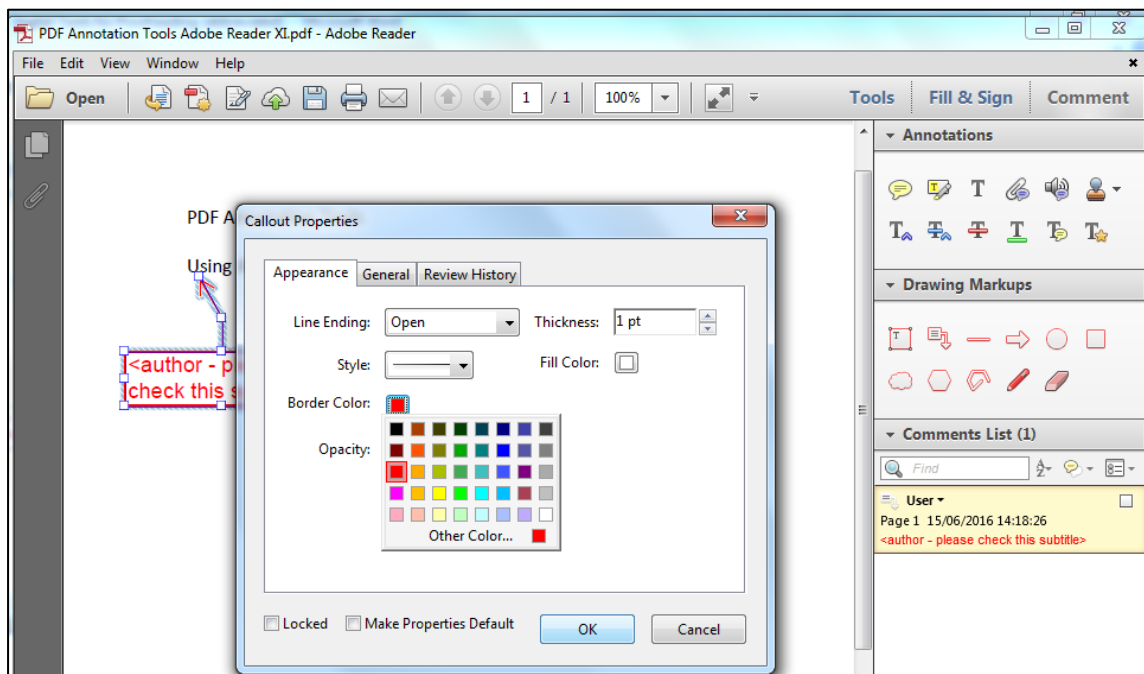 PDF Annotation Tools Adobe Reader XI.pdf - Adobe Reader
File Edit View Window Help
Open 1 / 1 100% Tools Fill & Sign Comment
Annotations
PDF A
Using
Callout Properties
Appearance General Review History
Line Ending: Open Thickness: 1 pt
Style: Fill Color:
Border Color:
Opacity:
Other Color...
Locked Make Properties Default OK Cancel
<author - p
check this s
Drawing Markups
Comments List (1)
Find
User
Page 1 15/06/2016 14:18:26
<author - please check this subtitle>